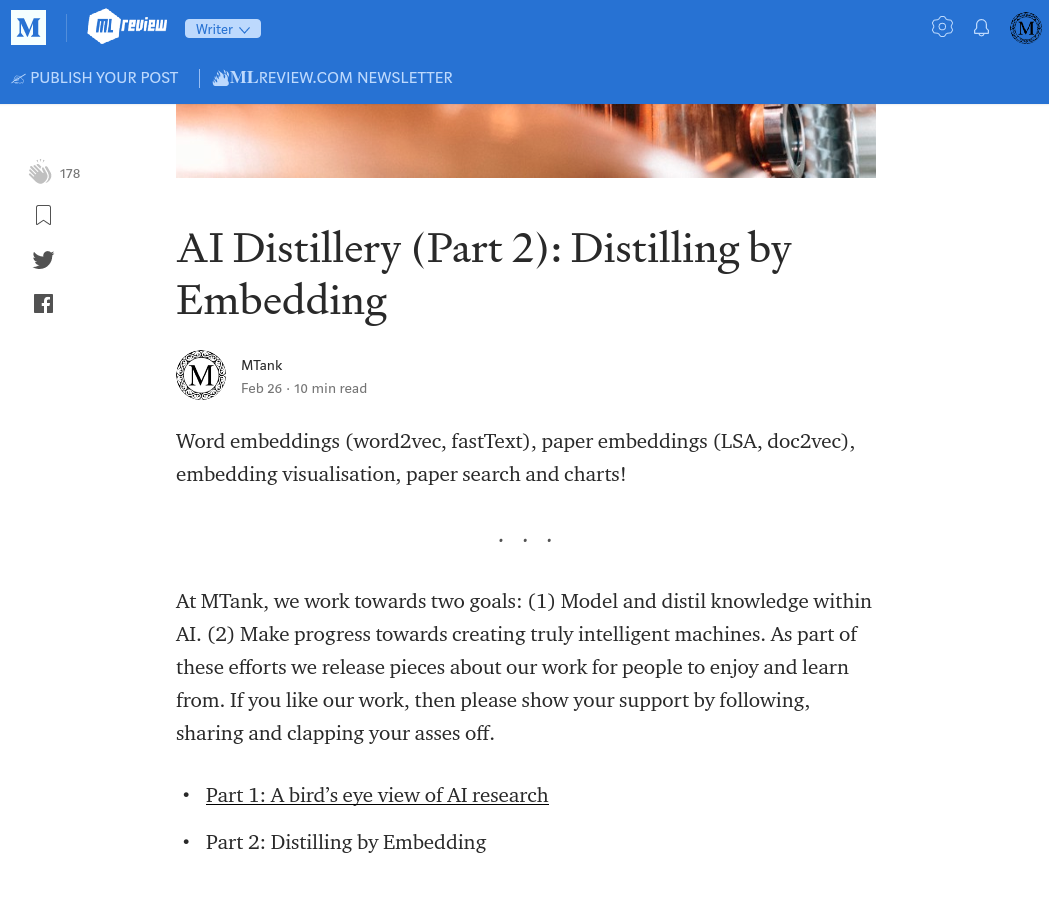 M
ML review
Writer
M
PUBLISH YOUR POST
MLREVIEW.COM NEWSLETTER
178
AI Distillery (Part 2): Distilling by
Embedding
M
MTank
Feb 26 · 10 min read
Word embeddings (word2vec, fastText), paper embeddings (LSA, doc2vec),
embedding visualisation, paper search and charts!
. . .
At MTank, we work towards two goals: (1) Model and distil knowledge within
AI. (2) Make progress towards creating truly intelligent machines. As part of
these efforts we release pieces about our work for people to enjoy and learn
from. If you like our work, then please show your support by following,
sharing and clapping your asses off.
• Part 1: A bird’s eye view of AI research
• Part 2: Distilling by Embedding